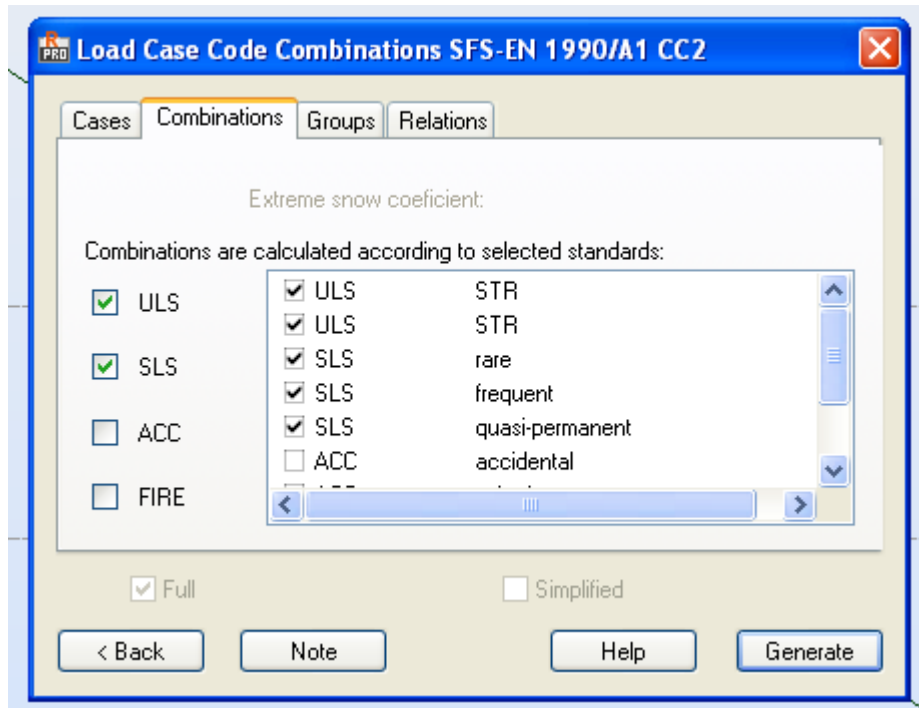 R PRO Load Case Code Combinations SFS-EN 1990/A1 CC2
Cases Combinations Groups Relations
Extreme snow coeficient:
Combinations are calculated according to selected standards:
ULS
SLS
ACC
FIRE
ULS STR
ULS STR
SLS rare
SLS frequent
SLS quasi-permanent
ACC accidental
Full Simplified
< Back Note Help Generate